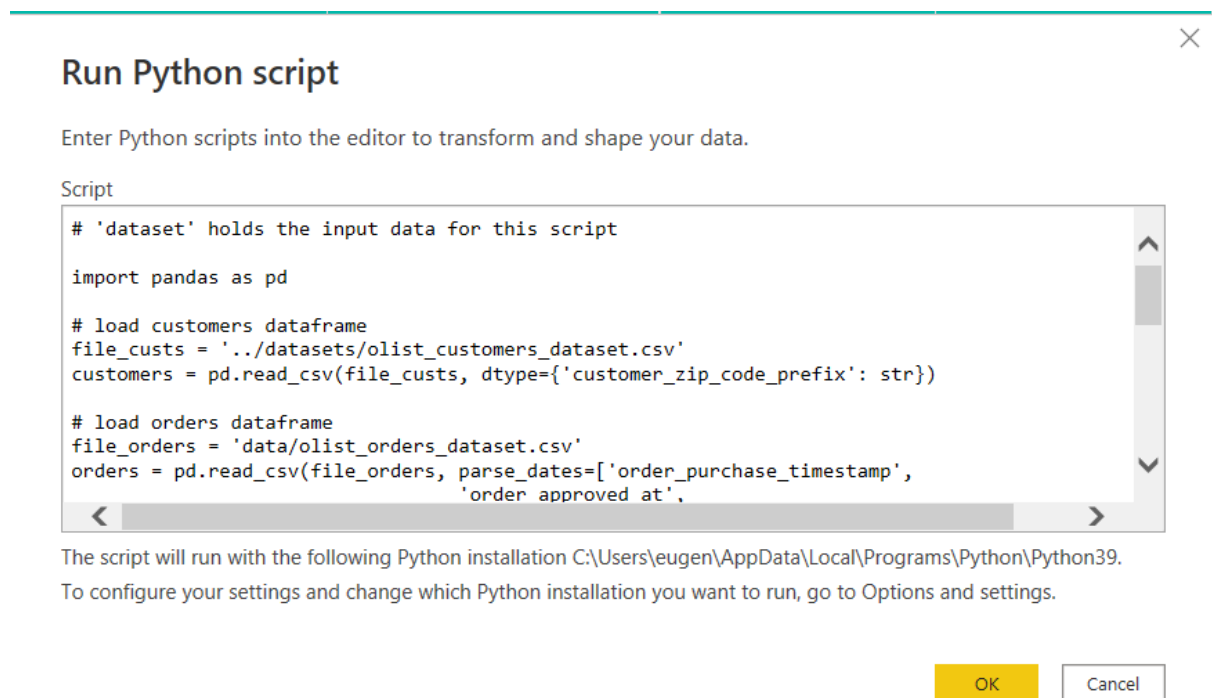 Run Python script
Enter Python scripts into the editor to transform and shape your data.
Script
# 'dataset' holds the input data for this script
import pandas as pd
# load customers dataframe
file_custs = '../datasets/olist_customers_dataset.csv'
customers = pd.read_csv(file_custs, dtype={'customer_zip_code_prefix': str})
# load orders dataframe
file_orders = 'data/olist_orders_dataset.csv'
orders = pd.read_csv(file_orders, parse_dates=['order_purchase_timestamp',
'order_approved_at',
The script will run with the following Python installation C:\Users\eugen\AppData\Local\Programs\Python\Python39.
To configure your settings and change which Python installation you want to run, go to Options and settings.
OK Cancel